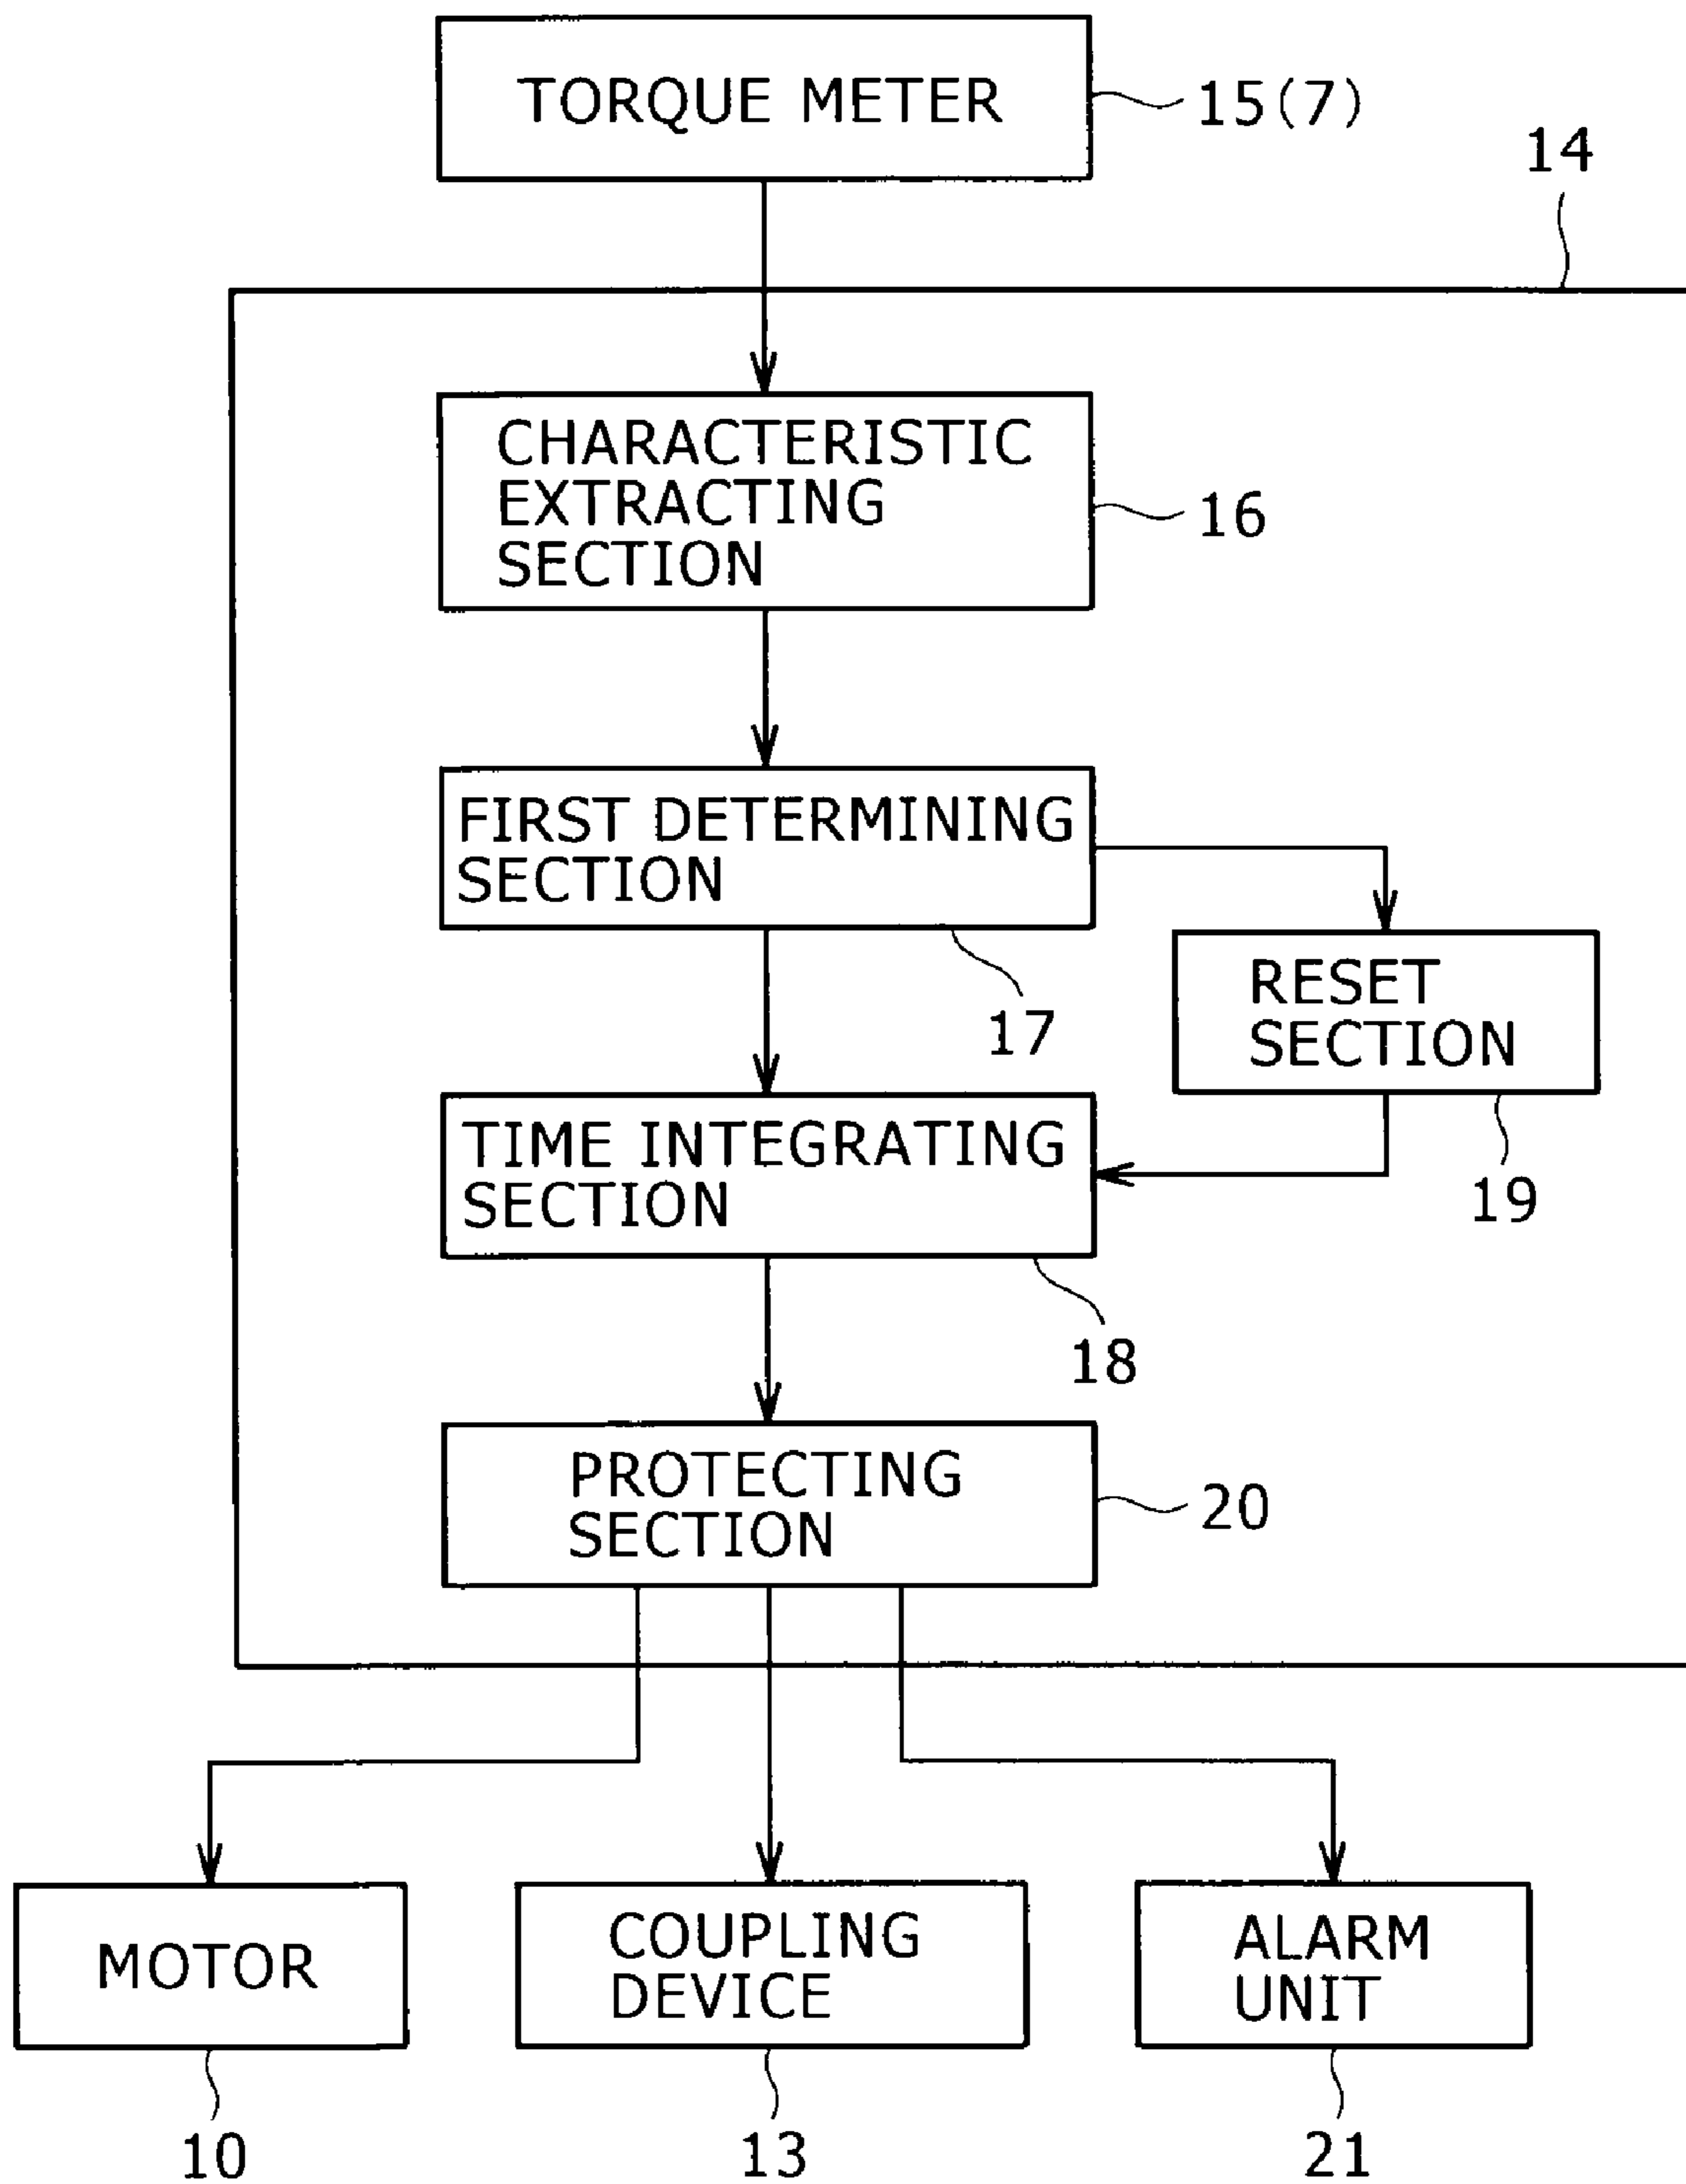 TORQUE METER
15(7)
14
CHARACTERISTIC
EXTRACTING
SECTION
16
FIRST DETERMINING
SECTION
17
RESET
SECTION
19
TIME INTEGRATING
SECTION
18
PROTECTING
SECTION
20
MOTOR
10
COUPLING
DEVICE
13
ALARM
UNIT
21